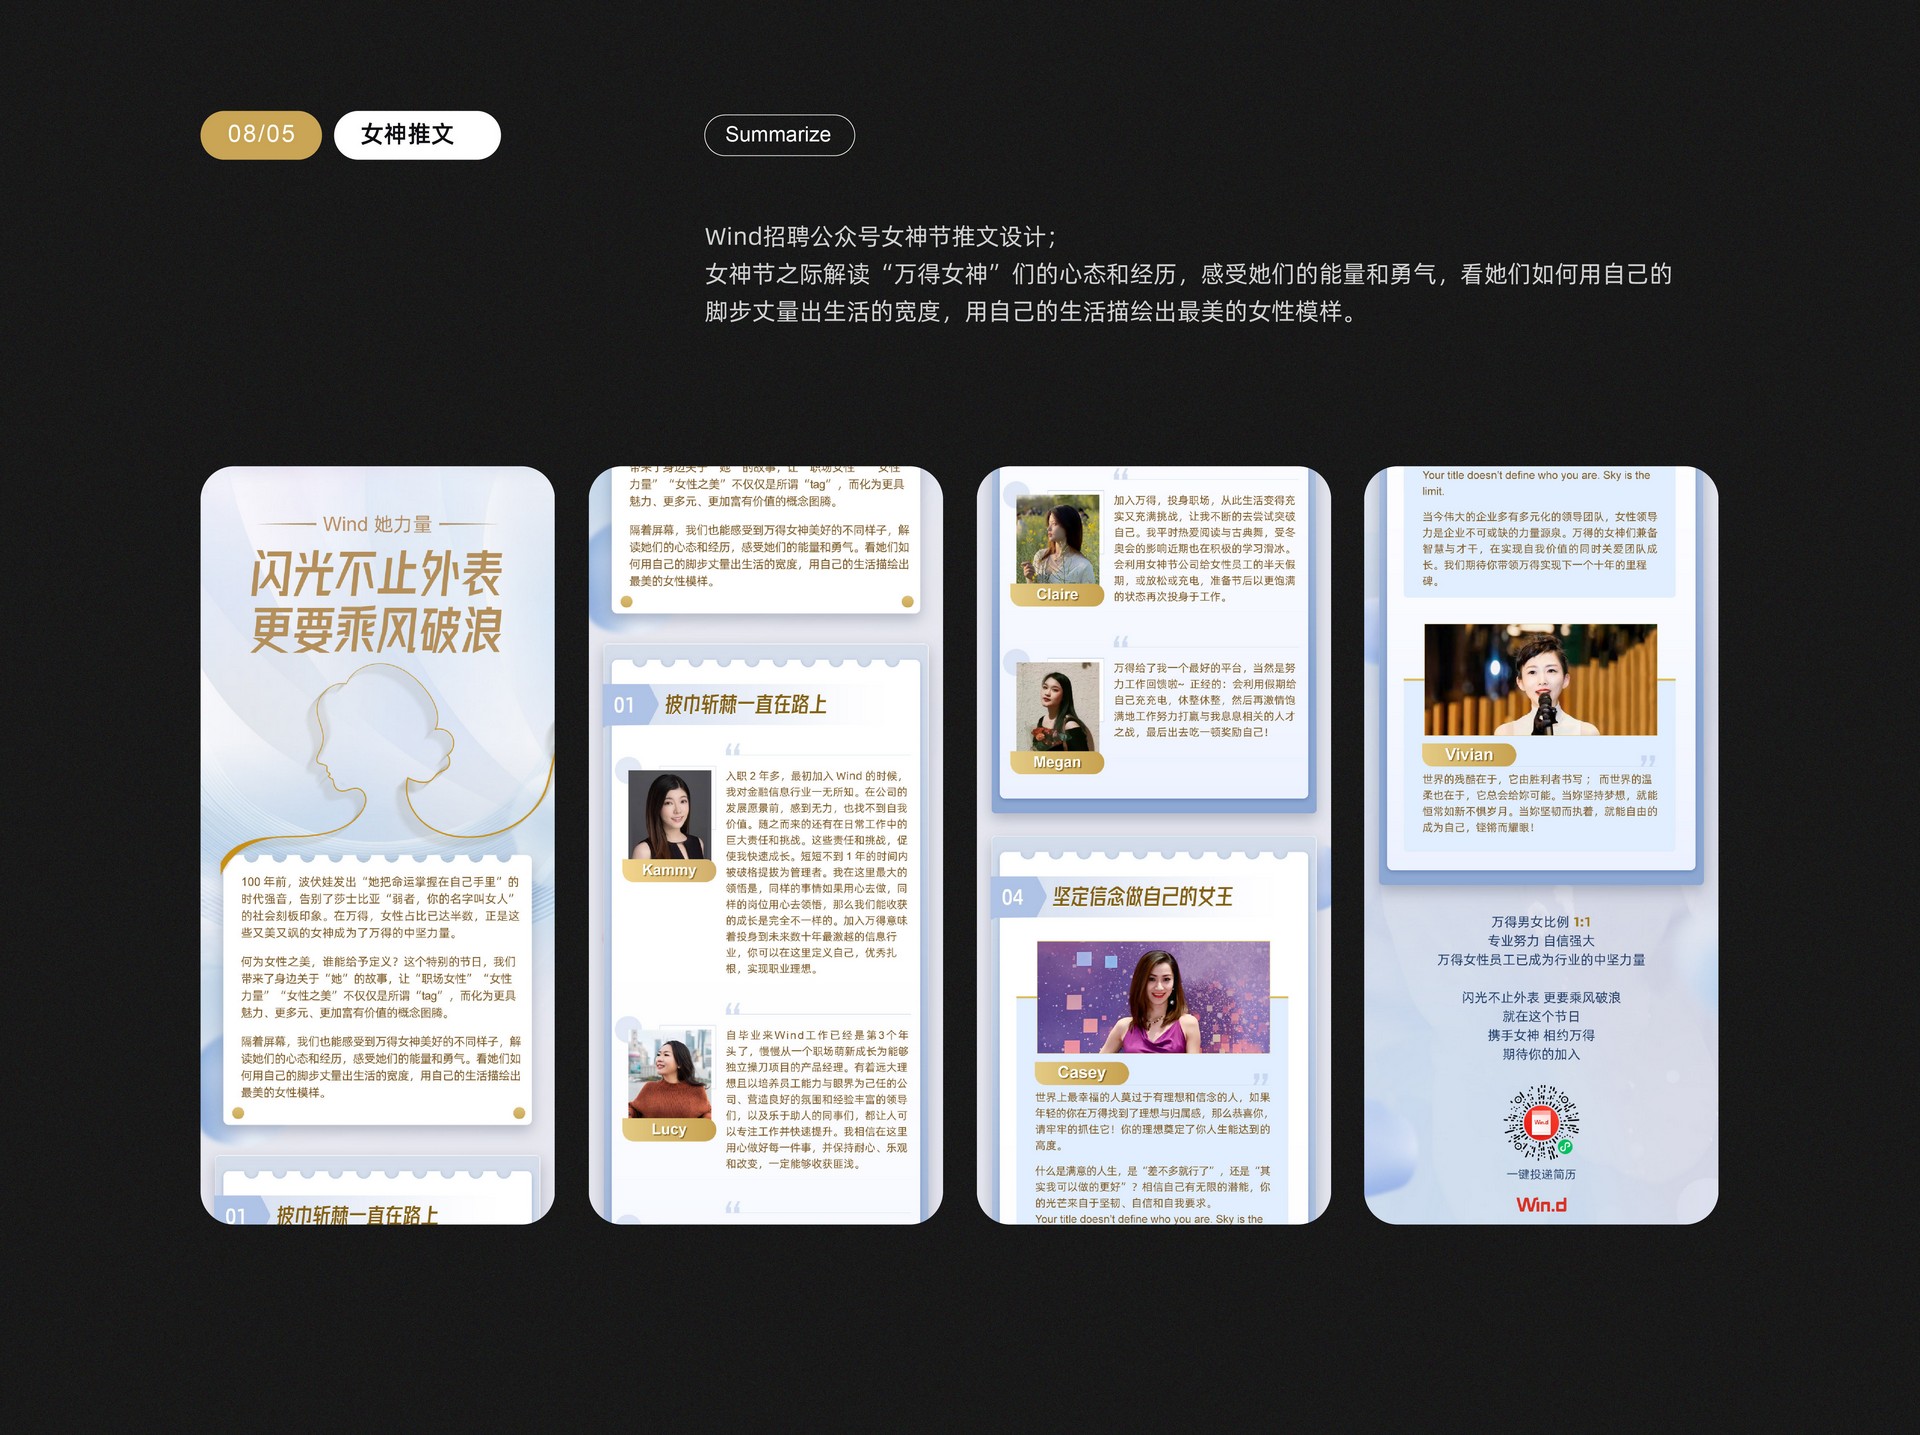 08/05
女神推文
Summarize
Wind招聘公众号女神节推文设计；
女神节之际解读“万得女神”们的心态和经历，感受她们的能量和勇气，看她们如何用自己的
脚步丈量出生活的宽度，用自己的生活描绘出最美的女性模样。
Wind 她力量
闪光不止外表
更要乘风破浪
100 年前，波伏娃发出“她把命运掌握在自己手里”的
时代强音，告别了莎士比亚“弱者，你的名字叫女人”
的社会刻板印象。在万得，女性占比已达半数，正是这
些又美又飒的女神成为了万得的中坚力量。
何为女性之美，谁能给予定义？这个特别的节日，我们
带来了身边关于“她”的故事，让“职场女性” “女性
力量” “女性之美”不仅仅是所谓“tag”，而化为更具
魅力、更多元、更加富有价值的概念图腾。
隔着屏幕，我们也能感受到万得女神美好的不同样子，解
读她们的心态和经历，感受她们的能量和勇气。看她们如
何用自己的脚步丈量出生活的宽度，用自己的生活描绘出
最美的女性模样。
01
披巾斩棘一直在路上
带来了身边关于“她”的故事，让“职场女性” “女性
力量” “女性之美”不仅仅是所谓“tag”，而化为更具
魅力、更多元、更加富有价值的概念图腾。
隔着屏幕，我们也能感受到万得女神美好的不同样子，解
读她们的心态和经历，感受她们的能量和勇气。看她们如
何用自己的脚步丈量出生活的宽度，用自己的生活描绘出
最美的女性模样。
01
披巾斩棘一直在路上
Kammy
入职 2 年多，最初加入 Wind 的时候，
我对金融信息行业一无所知。在公司的
发展愿景前，感到无力，也找不到自我
价值。随之而来的还有在日常工作中的
巨大责任和挑战。这些责任和挑战，促
使我快速成长。短短不到 1 年的时间内
被破格提拔为管理者。我在这里最大的
领悟是，同样的事情如果用心去做，同
样的岗位用心去领悟，那么我们能收获
的成长是完全不一样的。加入万得意味
着投身到未来数十年最激越的信息行
业，你可以在这里定义自己，优秀扎
根，实现职业理想。
Lucy
自毕业来Wind工作已经是第3个年
头了，慢慢从一个职场萌新成长为能够
独立操刀项目的产品经理。有着远大理
想且以培养员工能力与眼界为己任的公
司、营造良好的氛围和经验丰富的领导
们，以及乐于助人的同事们，都让人可
以专注工作并快速提升。我相信在这里
用心做好每一件事，并保持耐心、乐观
和改变，一定能够收获匪浅。
Claire
加入万得，投身职场，从此生活变得充
实又充满挑战，让我不断的去尝试突破
自己。我平时热爱阅读与古典舞，受冬
奥会的影响近期也在积极的学习滑冰。
会利用女神节公司给女性员工的半天假
期，或放松或充电，准备节后以更饱满
的状态再次投身于工作。
Megan
万得给了我一个最好的平台，当然是努
力工作回馈啦~ 正经的：会利用假期给
自己充充电，休整休整，然后再激情饱
满地工作努力打赢与我息息相关的人才
之战，最后出去吃一顿奖励自己！
04
坚定信念做自己的女王
Casey
世界上最幸福的人莫过于有理想和信念的人，如果
年轻的你在万得找到了理想与归属感，那么恭喜你，
请牢牢的抓住它！你的理想奠定了你人生能达到的
高度。
什么是满意的人生，是“差不多就行了”，还是“其
实我可以做的更好”？相信自己有无限的潜能，你
的光芒来自于坚韧、自信和自我要求。
Your title doesn't define who you are. Sky is the
Your title doesn't define who you are. Sky is the
limit.
当今伟大的企业多有多元化的领导团队，女性领导
力是企业不可或缺的力量源泉。万得的女神们兼备
智慧与才干，在实现自我价值的同时关爱团队成
长。我们期待你带领万得实现下一个十年的里程
碑。
Vivian
世界的残酷在于，它由胜利者书写； 而世界的温
柔也在于，它总会给妳可能。当妳坚持梦想，就能
恒常如新不惧岁月。当妳坚韧而执着，就能自由的
成为自己，铿锵而耀眼！
万得男女比例 1:1
专业努力 自信强大
万得女性员工已成为行业的中坚力量
闪光不止外表 更要乘风破浪
就在这个节日
携手女神 相约万得
期待你的加入
Win.d
一键投递简历
Win.d